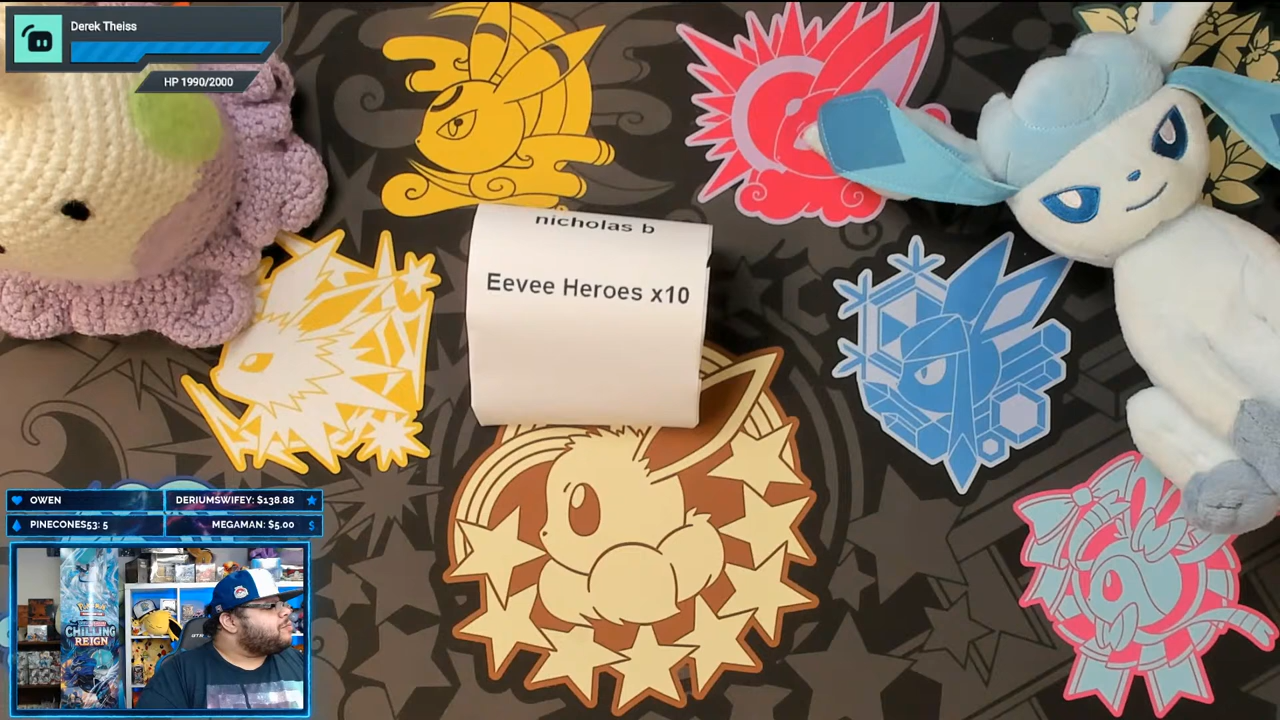 Derek Theiss
HP 1990/2000
nicholas b
Eevee Heroes x10
OWEN
DERIUMSWIFEY: $138.88
PINECONES53: 5
MEGAMAN: $5.00
CHILLING
REIGN
GTR